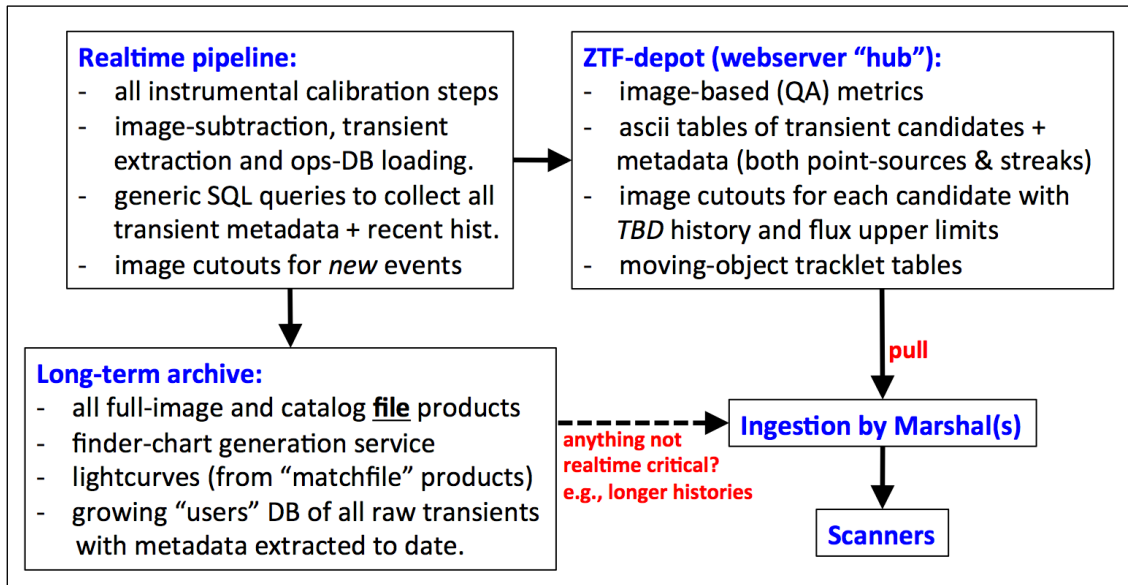 Realtime pipeline:
- all instrumental calibration steps
- image-subtraction, transient
extraction and ops-DB loading.
- generic SQL queries to collect all
transient metadata + recent hist.
- image cutouts for new events
ZTF-depot (webserver “hub”):
- image-based (QA) metrics
- ascii tables of transient candidates +
metadata (both point-sources & streaks)
- image cutouts for each candidate with
TBD history and flux upper limits
- moving-object tracklet tables
pull
Long-term archive:
- all full-image and catalog file products
- finder-chart generation service
- lightcurves (from “matchfile” products)
- growing “users” DB of all raw transients
with metadata extracted to date.
anything not
realtime critical?
e.g., longer histories
Ingestion by Marshal(s)
Scanners